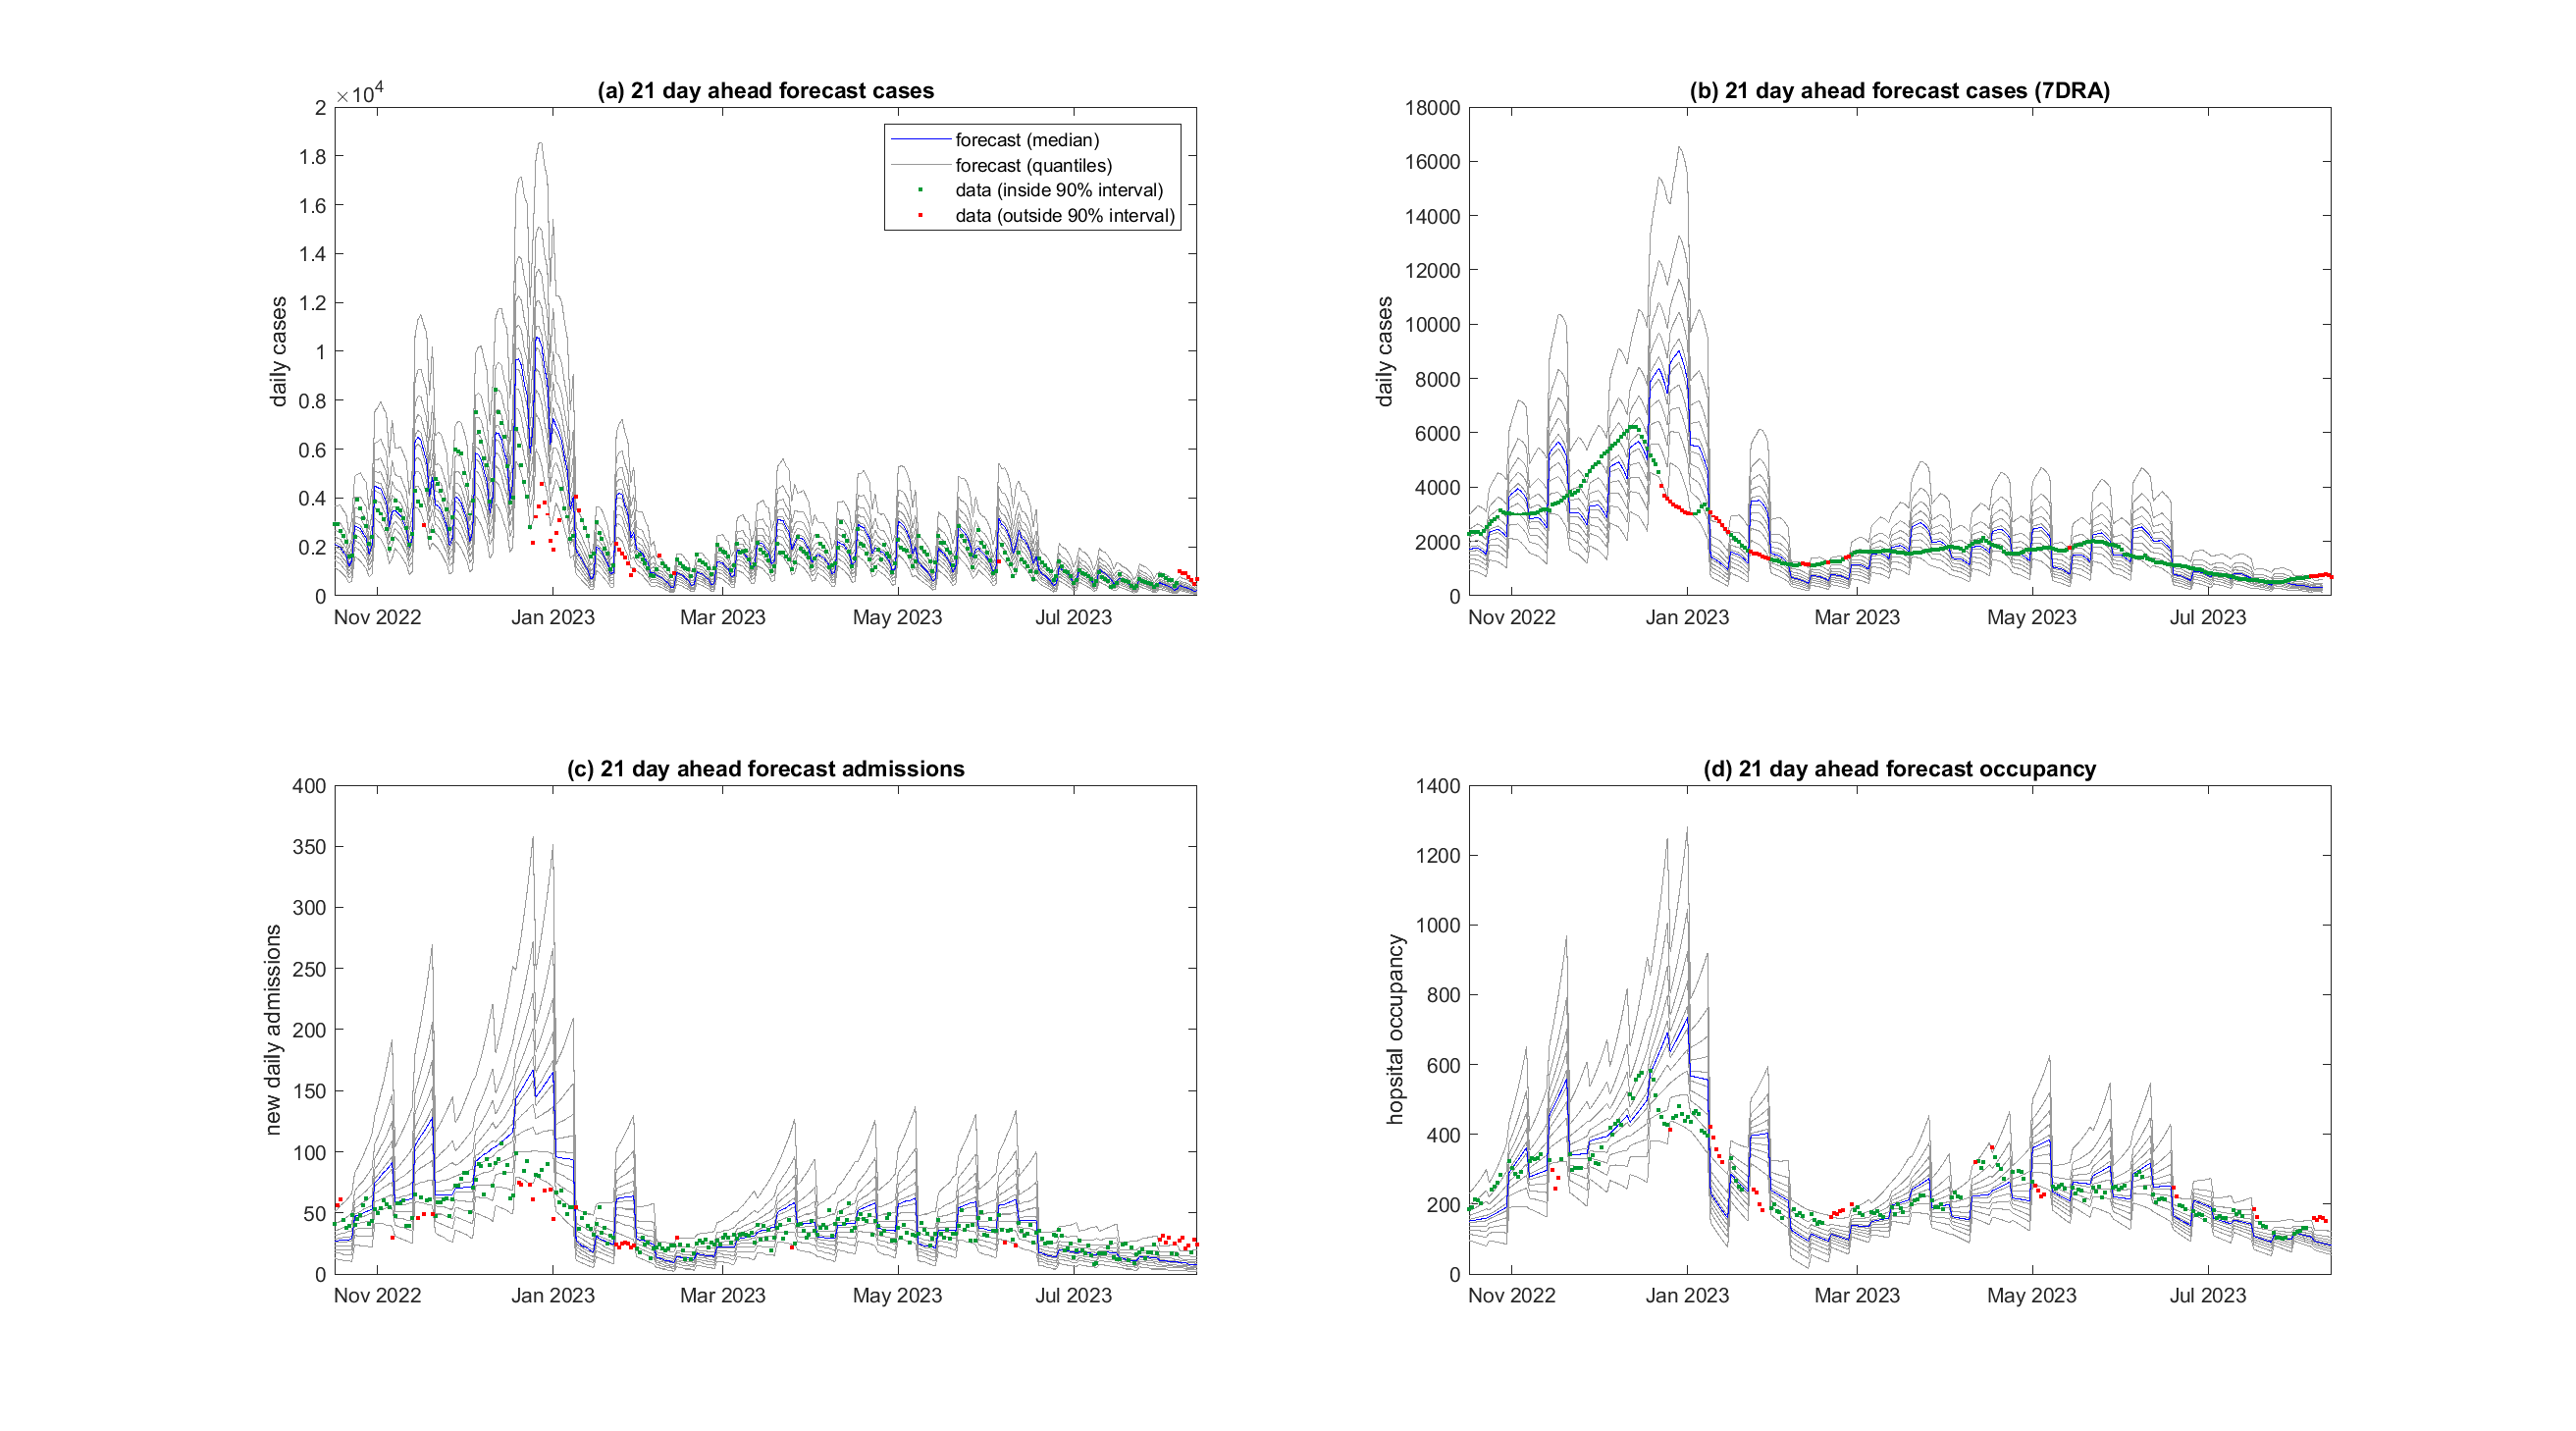 (a) 21 day ahead forecast cases
×10⁴
2
1.8
1.6
1.4
1.2
1
0.8
0.6
0.4
0.2
0
daily cases
forecast (median)
forecast (quantiles)
data (inside 90% interval)
data (outside 90% interval)
Nov 2022 Jan 2023 Mar 2023 May 2023 Jul 2023
(b) 21 day ahead forecast cases (7DRA)
18000
16000
14000
12000
10000
8000
6000
4000
2000
0
daily cases
Nov 2022 Jan 2023 Mar 2023 May 2023 Jul 2023
(c) 21 day ahead forecast admissions
400
350
300
250
200
150
100
50
0
new daily admissions
Nov 2022 Jan 2023 Mar 2023 May 2023 Jul 2023
(d) 21 day ahead forecast occupancy
1400
1200
1000
800
600
400
200
0
hopsital occupancy
Nov 2022 Jan 2023 Mar 2023 May 2023 Jul 2023